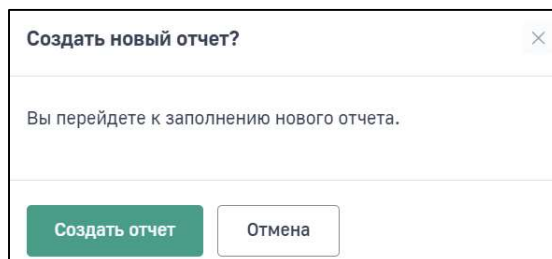 Создать новый отчет?
Вы перейдете к заполнению нового отчета.
Создать отчет
Отмена